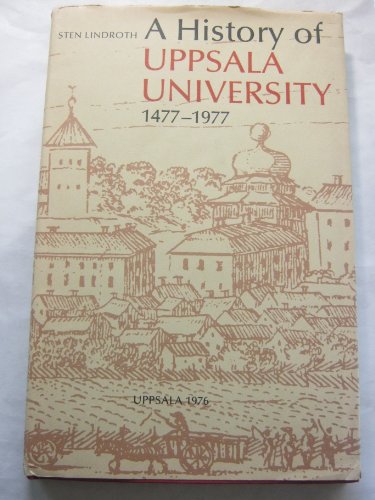 STEN LINDROTH A History of
UPPSALA
UNIVERSITY
1477–1977
UPPSALA 1976